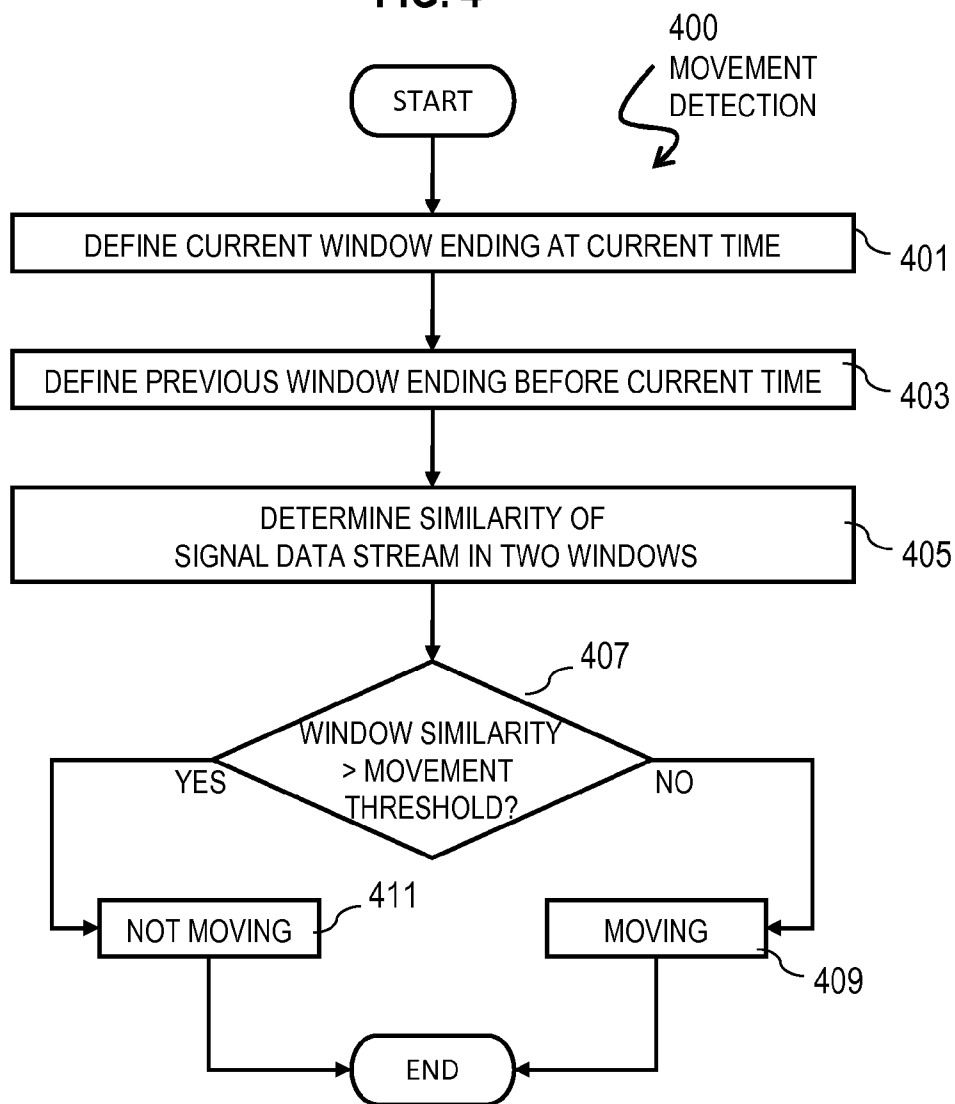 FIG. 4
400
MOVEMENT
DETECTION
START
DEFINE CURRENT WINDOW ENDING AT CURRENT TIME
401
DEFINE PREVIOUS WINDOW ENDING BEFORE CURRENT TIME
403
DETERMINE SIMILARITY OF
SIGNAL DATA STREAM IN TWO WINDOWS
405
407
WINDOW SIMILARITY
> MOVEMENT
THRESHOLD?
YES
NO
411
NOT MOVING
MOVING
409
END